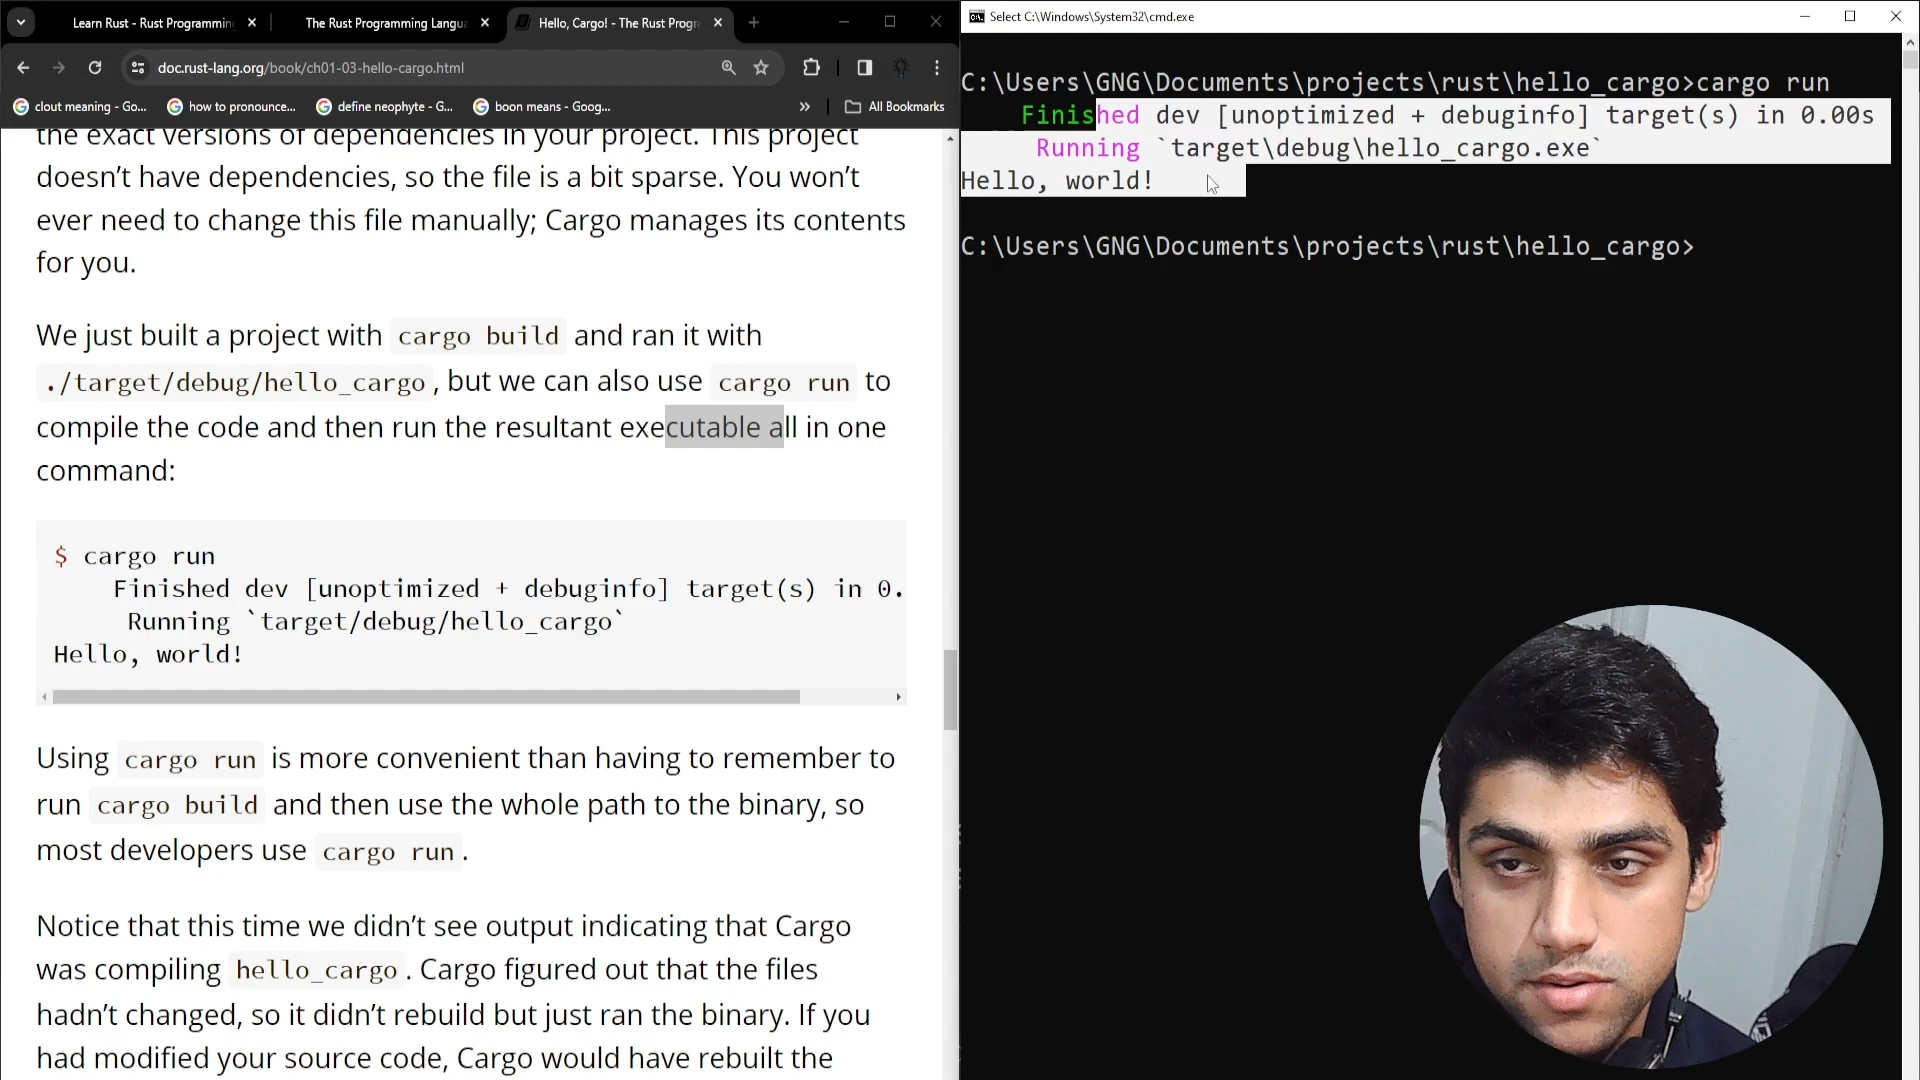 Learn Rust - Rust Programmin
The Rust Programming Langu
Hello, Cargo! - The Rust Progr
doc.rust-lang.org/book/ch01-03-hello-cargo.html
clout meaning - Go...
how to pronounce...
define neophyte - G...
boon means - Goog...
»
All Bookmarks
the exact versions of dependencies in your project. This project
doesn’t have dependencies, so the file is a bit sparse. You won’t
ever need to change this file manually; Cargo manages its contents
for you.
We just built a project with cargo build and ran it with
./target/debug/hello_cargo, but we can also use cargo run to
compile the code and then run the resultant executable all in one
command:
$ cargo run
Finished dev [unoptimized + debuginfo] target(s) in 0.
Running `target/debug/hello_cargo`
Hello, world!
Using cargo run is more convenient than having to remember to
run cargo build and then use the whole path to the binary, so
most developers use cargo run.
Notice that this time we didn’t see output indicating that Cargo
was compiling hello_cargo. Cargo figured out that the files
hadn’t changed, so it didn’t rebuild but just ran the binary. If you
had modified your source code, Cargo would have rebuilt the
Select C:\Windows\System32\cmd.exe
C:\Users\GNG\Documents\projects\rust\hello_cargo>cargo run
Finished dev [unoptimized + debuginfo] target(s) in 0.00s
Running `target\debug\hello_cargo.exe`
Hello, world!
C:\Users\GNG\Documents\projects\rust\hello_cargo>